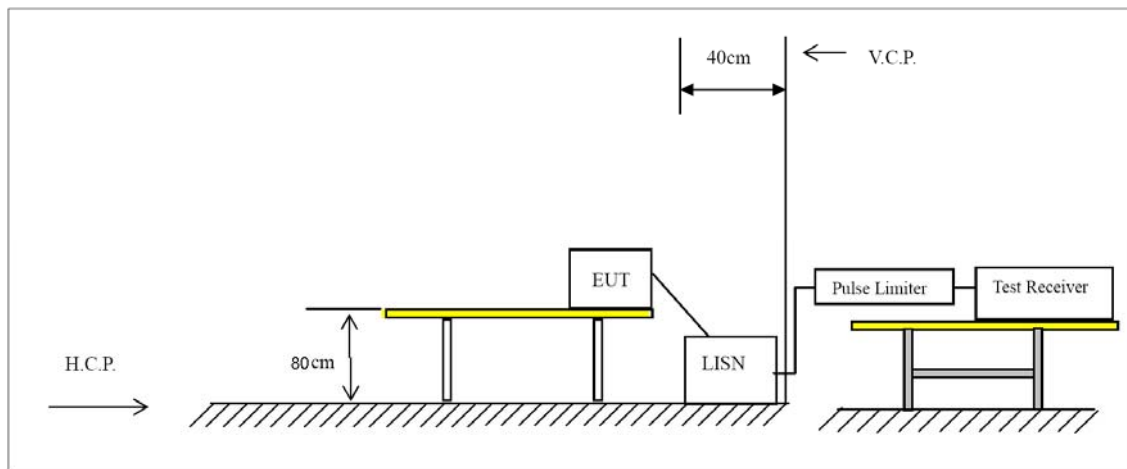 40cm
V.C.P.
EUT
Pulse Limiter
Test Receiver
H.C.P.
80cm
LISN